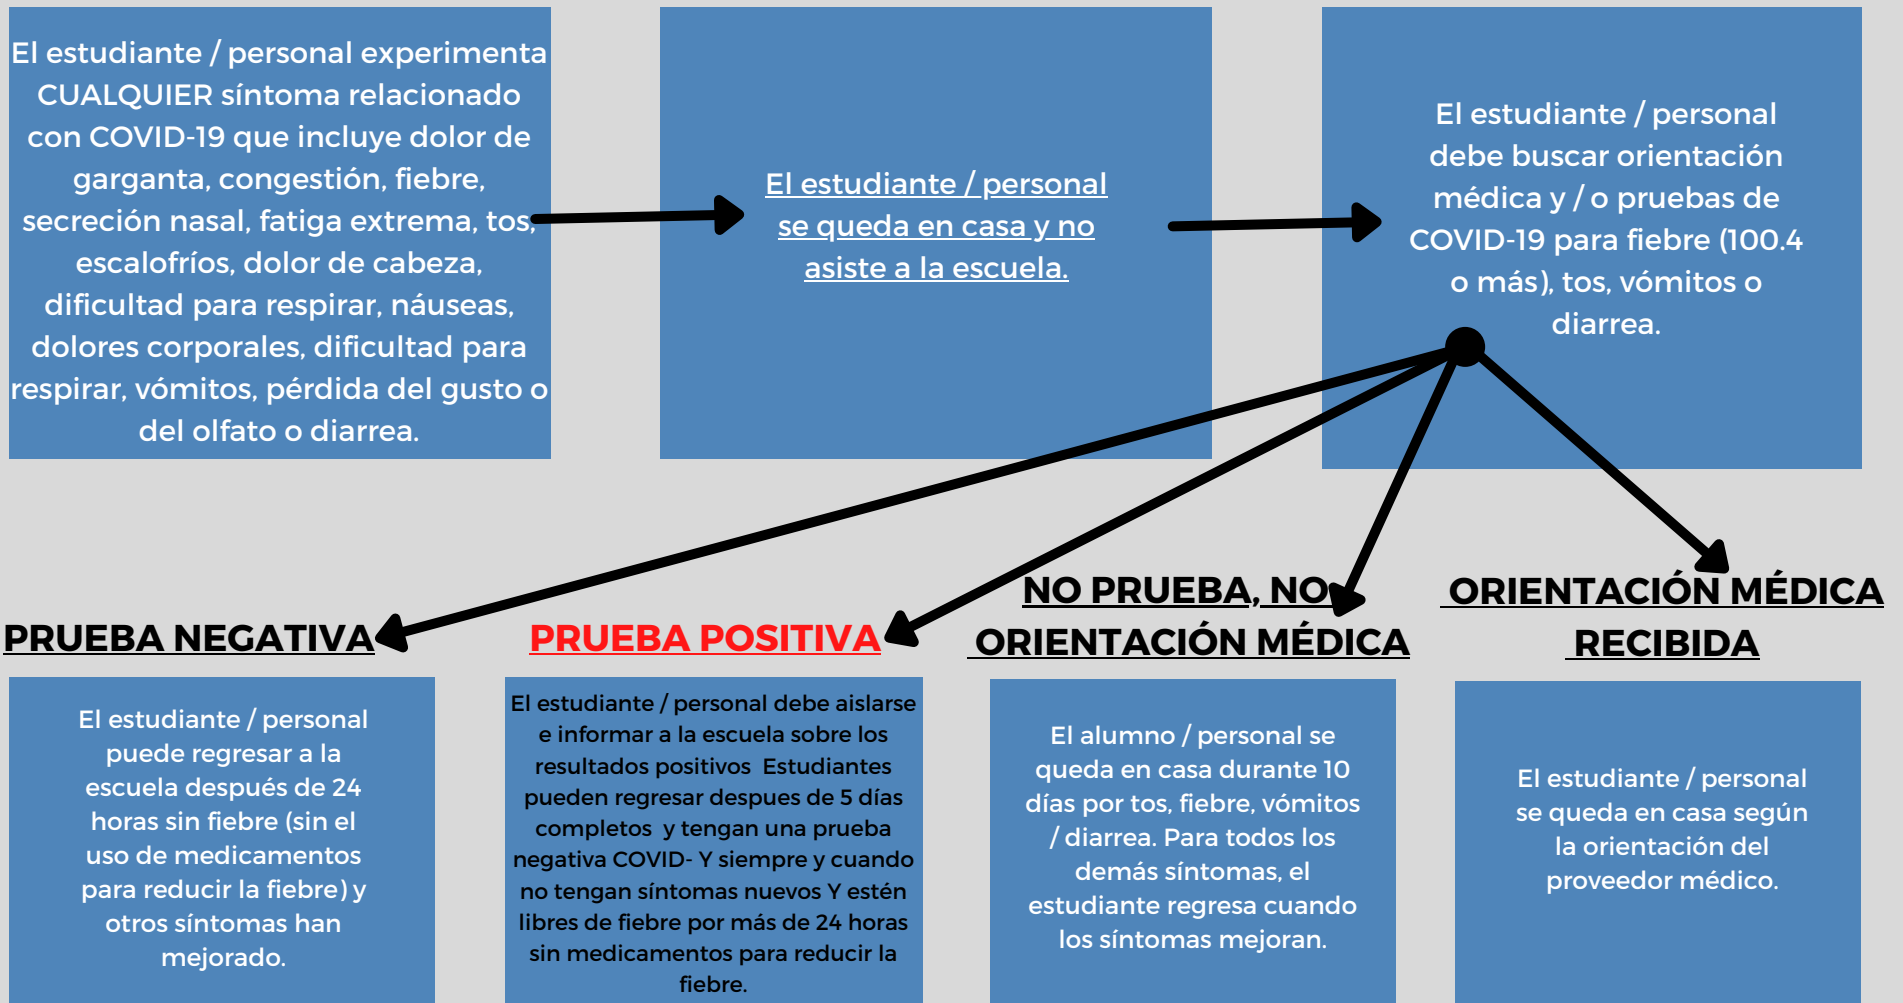 El estudiante / personal experimenta
CUALQUIER síntoma relacionado
con COVID-19 que incluye dolor de
garganta, congestión, fiebre,
secreción nasal, fatiga extrema, tos,
escalofríos, dolor de cabeza,
dificultad para respirar, náuseas,
dolores corporales, dificultad para
respirar, vómitos, pérdida del gusto o
del olfato o diarrea.
El estudiante / personal
se queda en casa y no
asiste a la escuela.
El estudiante / personal
debe buscar orientación
médica y / o pruebas de
COVID-19 para fiebre (100.4
o más), tos, vómitos o
diarrea.
PRUEBA NEGATIVA
El estudiante / personal
puede regresar a la
escuela después de 24
horas sin fiebre (sin el
uso de medicamentos
para reducir la fiebre) y
otros síntomas han
mejorado.
PRUEBA POSITIVA
El estudiante / personal debe aislarse
e informar a la escuela sobre los
resultados positivos Estudiantes
pueden regresar despues de 5 días
completos y tengan una prueba
negativa COVID- Y siempre y cuando
no tengan síntomas nuevos Y estén
libres de fiebre por más de 24 horas
sin medicamentos para reducir la
fiebre.
NO PRUEBA, NO
ORIENTACIÓN MÉDICA
El alumno / personal se
queda en casa durante 10
días por tos, fiebre, vómitos
/ diarrea. Para todos los
demás síntomas, el
estudiante regresa cuando
los síntomas mejoran.
ORIENTACIÓN MÉDICA
RECIBIDA
El estudiante / personal
se queda en casa según
la orientación del
proveedor médico.